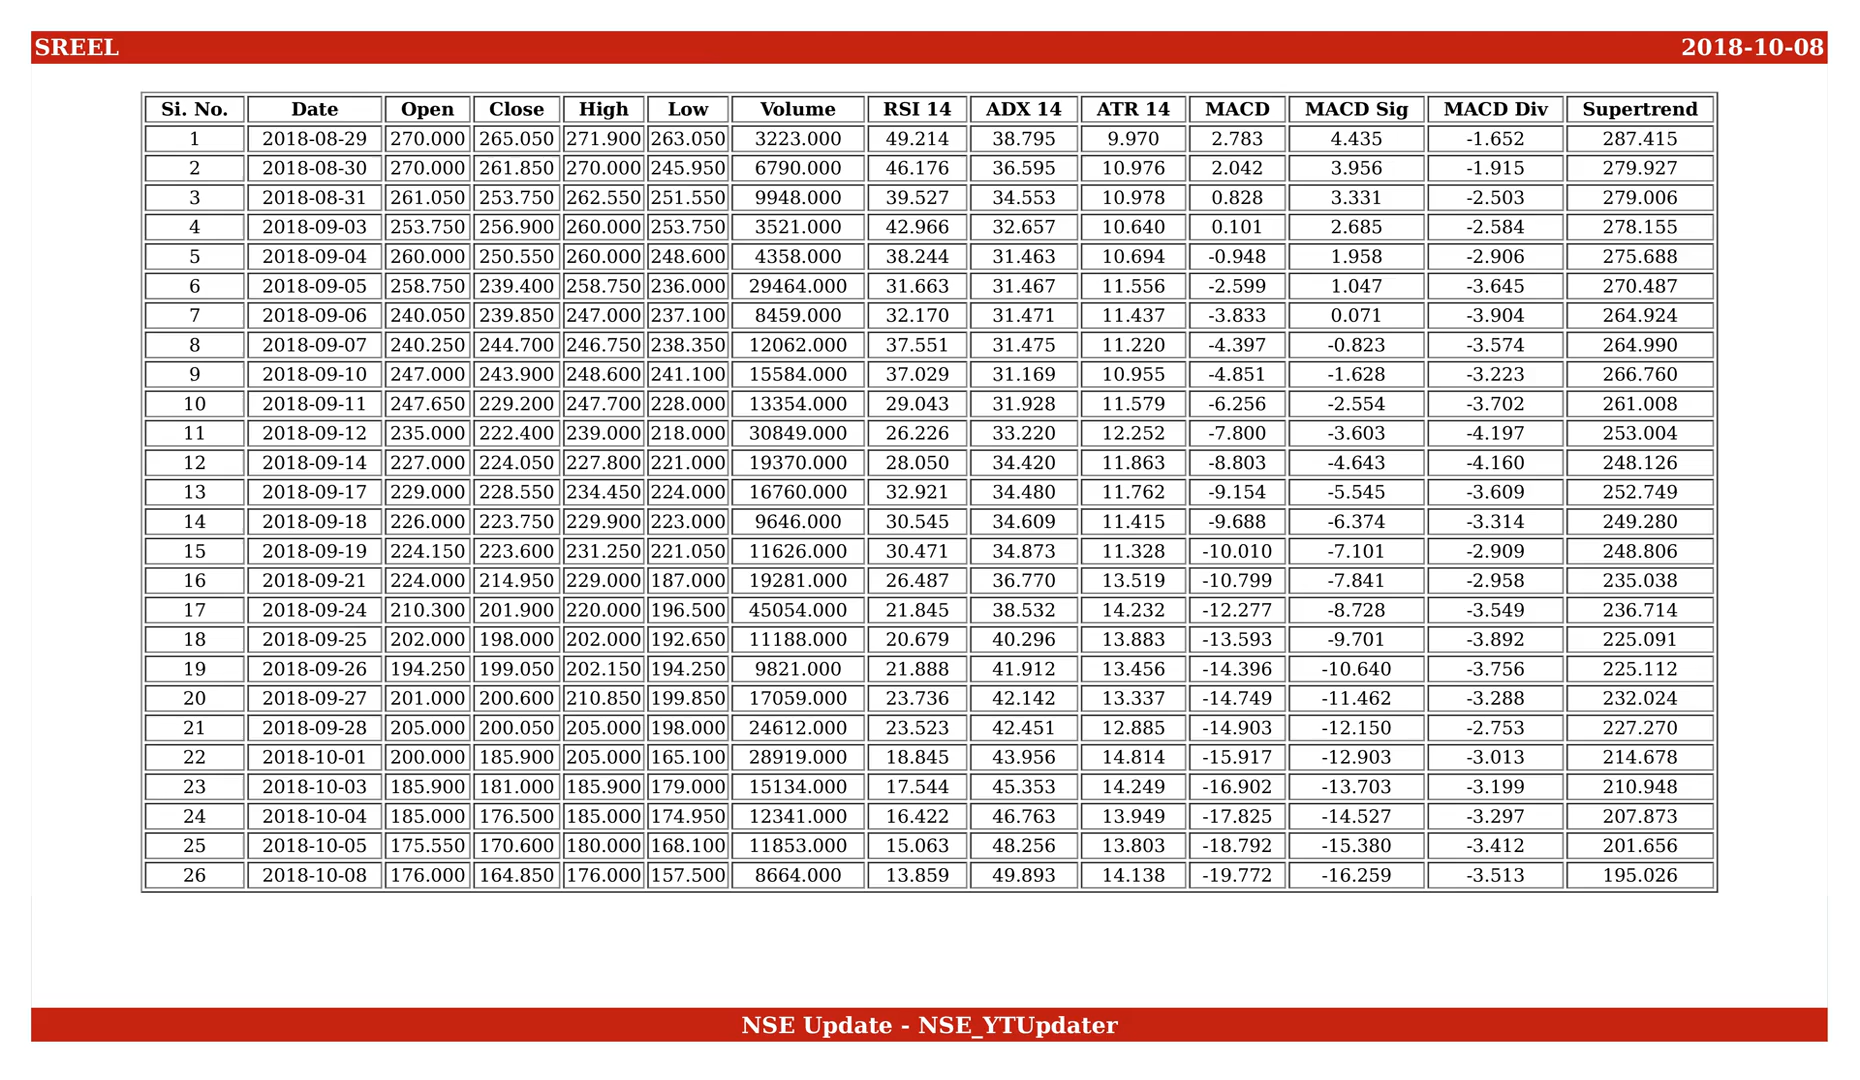 SREEL 2018-10-08
Si. No. Date Open Close High Low Volume RSI 14 ADX 14 ATR 14 MACD MACD Sig MACD Div Supertrend
1 2018-08-29 270.000 265.050 271.900 263.050 3223.000 49.214 38.795 9.970 2.783 4.435 -1.652 287.415
2 2018-08-30 270.000 261.850 270.000 245.950 6790.000 46.176 36.595 10.976 2.042 3.956 -1.915 279.927
3 2018-08-31 261.050 253.750 262.550 251.550 9948.000 39.527 34.553 10.978 0.828 3.331 -2.503 279.006
4 2018-09-03 253.750 256.900 260.000 253.750 3521.000 42.966 32.657 10.640 0.101 2.685 -2.584 278.155
5 2018-09-04 260.000 250.550 260.000 248.600 4358.000 38.244 31.463 10.694 -0.948 1.958 -2.906 275.688
6 2018-09-05 258.750 239.400 258.750 236.000 29464.000 31.663 31.467 11.556 -2.599 1.047 -3.645 270.487
7 2018-09-06 240.050 239.850 247.000 237.100 8459.000 32.170 31.471 11.437 -3.833 0.071 -3.904 264.924
8 2018-09-07 240.250 244.700 246.750 238.350 12062.000 37.551 31.475 11.220 -4.397 -0.823 -3.574 264.990
9 2018-09-10 247.000 243.900 248.600 241.100 15584.000 37.029 31.169 10.955 -4.851 -1.628 -3.223 266.760
10 2018-09-11 247.650 229.200 247.700 228.000 13354.000 29.043 31.928 11.579 -6.256 -2.554 -3.702 261.008
11 2018-09-12 235.000 222.400 239.000 218.000 30849.000 26.226 33.220 12.252 -7.800 -3.603 -4.197 253.004
12 2018-09-14 227.000 224.050 227.800 221.000 19370.000 28.050 34.420 11.863 -8.803 -4.643 -4.160 248.126
13 2018-09-17 229.000 228.550 234.450 224.000 16760.000 32.921 34.480 11.762 -9.154 -5.545 -3.609 252.749
14 2018-09-18 226.000 223.750 229.900 223.000 9646.000 30.545 34.609 11.415 -9.688 -6.374 -3.314 249.280
15 2018-09-19 224.150 223.600 231.250 221.050 11626.000 30.471 34.873 11.328 -10.010 -7.101 -2.909 248.806
16 2018-09-21 224.000 214.950 229.000 187.000 19281.000 26.487 36.770 13.519 -10.799 -7.841 -2.958 235.038
17 2018-09-24 210.300 201.900 220.000 196.500 45054.000 21.845 38.532 14.232 -12.277 -8.728 -3.549 236.714
18 2018-09-25 202.000 198.000 202.000 192.650 11188.000 20.679 40.296 13.883 -13.593 -9.701 -3.892 225.091
19 2018-09-26 194.250 199.050 202.150 194.250 9821.000 21.888 41.912 13.456 -14.396 -10.640 -3.756 225.112
20 2018-09-27 201.000 200.600 210.850 199.850 17059.000 23.736 42.142 13.337 -14.749 -11.462 -3.288 232.024
21 2018-09-28 205.000 200.050 205.000 198.000 24612.000 23.523 42.451 12.885 -14.903 -12.150 -2.753 227.270
22 2018-10-01 200.000 185.900 205.000 165.100 28919.000 18.845 43.956 14.814 -15.917 -12.903 -3.013 214.678
23 2018-10-03 185.900 181.000 185.900 179.000 15134.000 17.544 45.353 14.249 -16.902 -13.703 -3.199 210.948
24 2018-10-04 185.000 176.500 185.000 174.950 12341.000 16.422 46.763 13.949 -17.825 -14.527 -3.297 207.873
25 2018-10-05 175.550 170.600 180.000 168.100 11853.000 15.063 48.256 13.803 -18.792 -15.380 -3.412 201.656
26 2018-10-08 176.000 164.850 176.000 157.500 8664.000 13.859 49.893 14.138 -19.772 -16.259 -3.513 195.026
NSE Update - NSE_YTUpdater